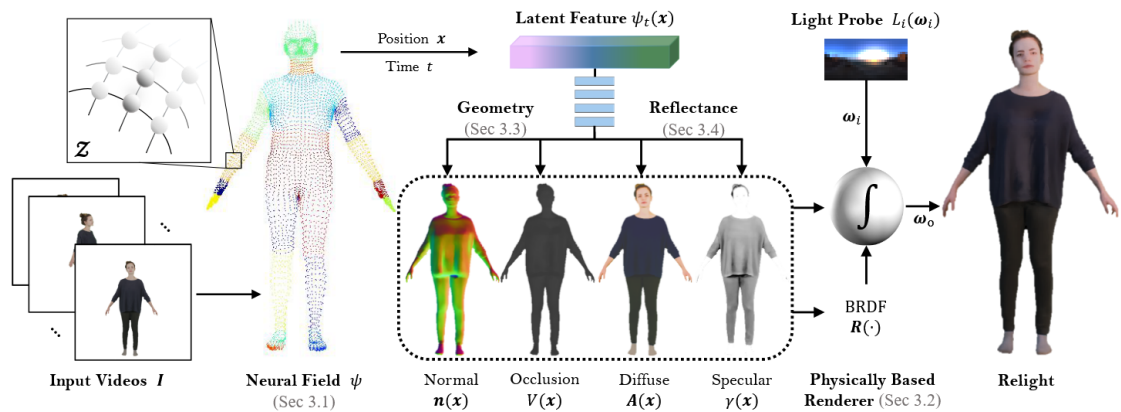 Latent Feature ψt(x)
Light Probe Li(ωi)
Position x
Time t
Geometry
(Sec 3.3)
Reflectance
(Sec 3.4)
ωi
Z
∫
ωo
BRDF
R(·)
Input Videos I
Neural Field ψ
(Sec 3.1)
Normal
n(x)
Occlusion
V(x)
Diffuse
A(x)
Specular
γ(x)
Physically Based
Renderer (Sec 3.2)
Relight